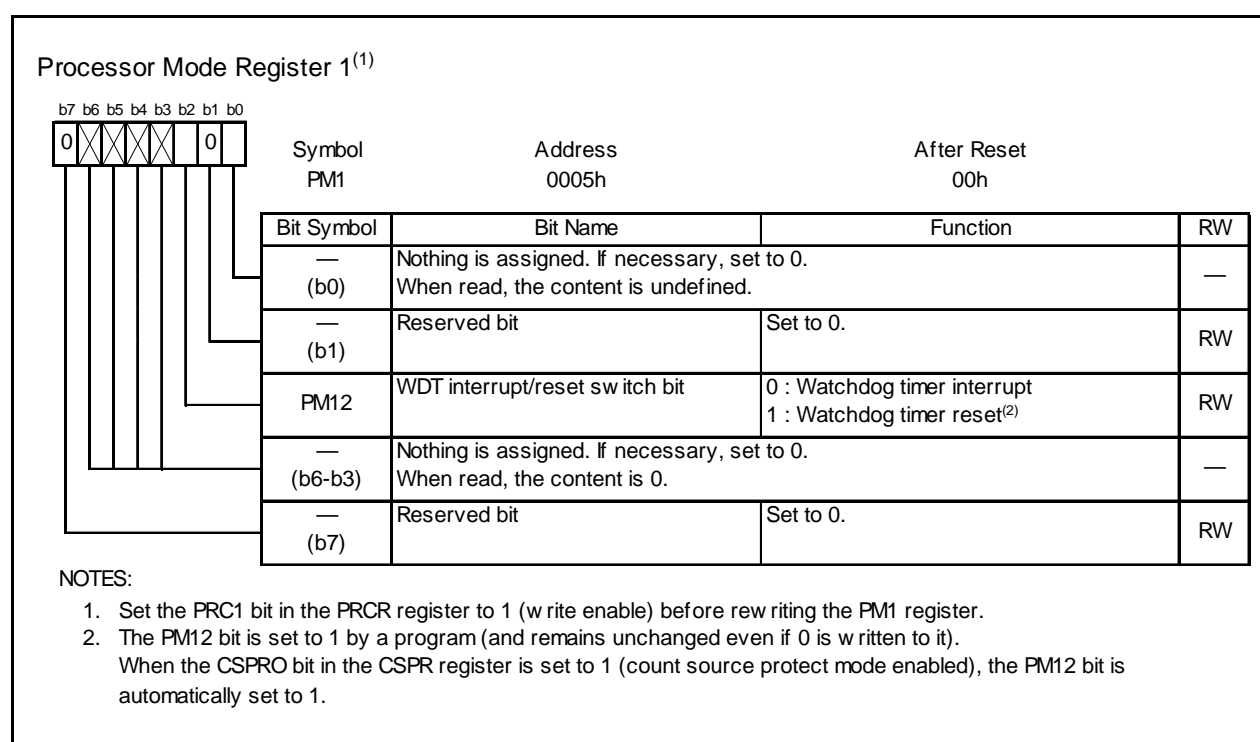 Processor Mode Register 1(1)
b7 b6 b5 b4 b3 b2 b1 b0
0 0
Symbol Address After Reset
PM1 0005h 00h
Bit Symbol Bit Name Function RW
— (b0) Nothing is assigned. If necessary, set to 0.
When read, the content is undefined. —
— (b1) Reserved bit Set to 0. RW
PM12 WDT interrupt/reset switch bit 0 : Watchdog timer interrupt
1 : Watchdog timer reset(2) RW
— (b6-b3) Nothing is assigned. If necessary, set to 0.
When read, the content is 0. —
— (b7) Reserved bit Set to 0. RW
NOTES:
1. Set the PRC1 bit in the PRCR register to 1 (write enable) before rewriting the PM1 register.
2. The PM12 bit is set to 1 by a program (and remains unchanged even if 0 is written to it).
When the CSPRO bit in the CSPR register is set to 1 (count source protect mode enabled), the PM12 bit is
automatically set to 1.